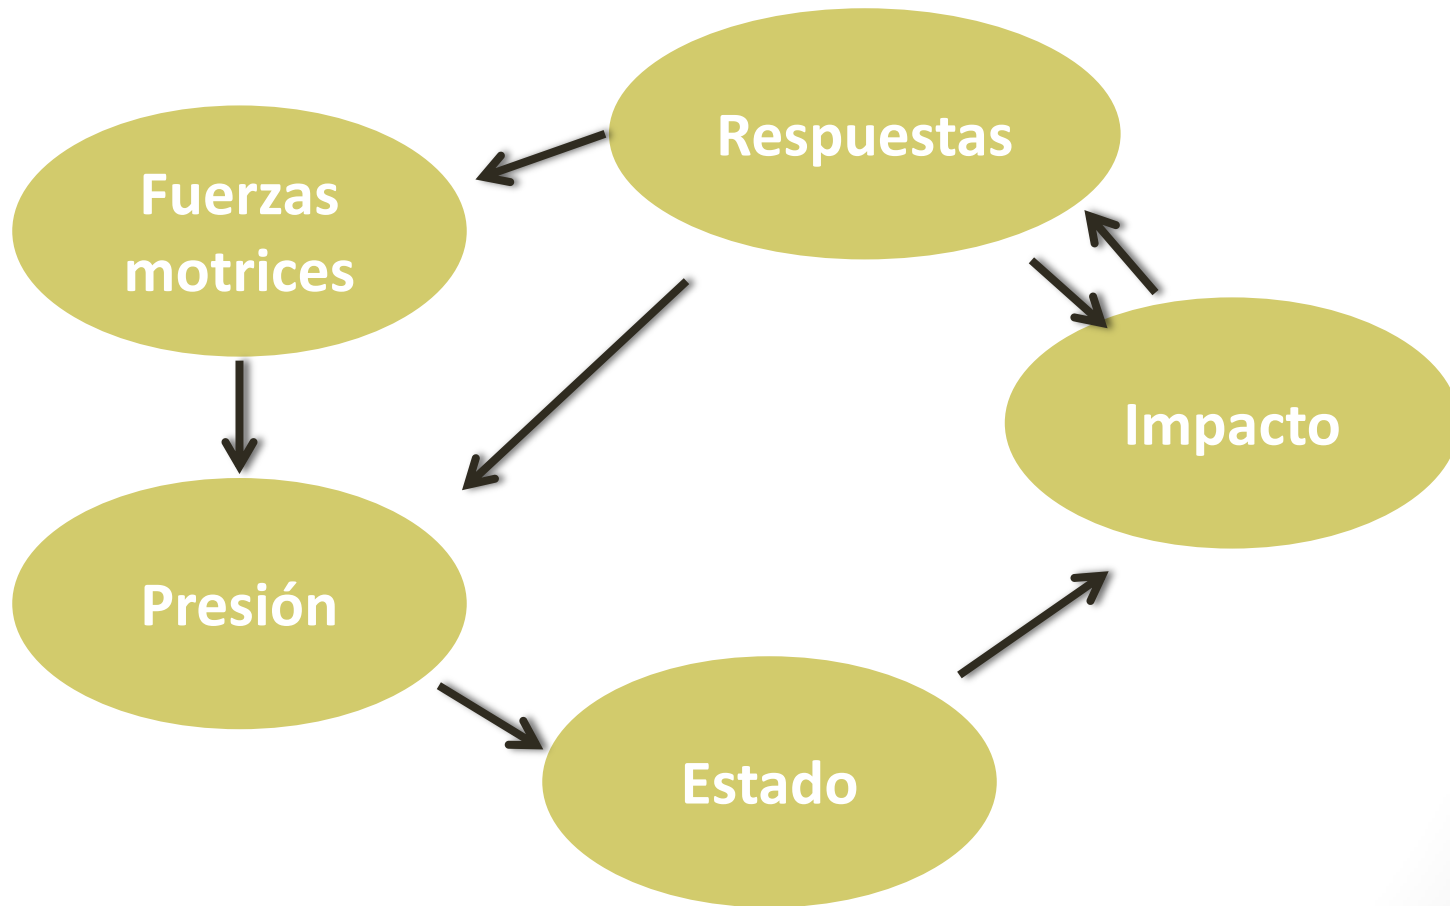 Respuestas
Fuerzas
motrices
Impacto
Presión
Estado